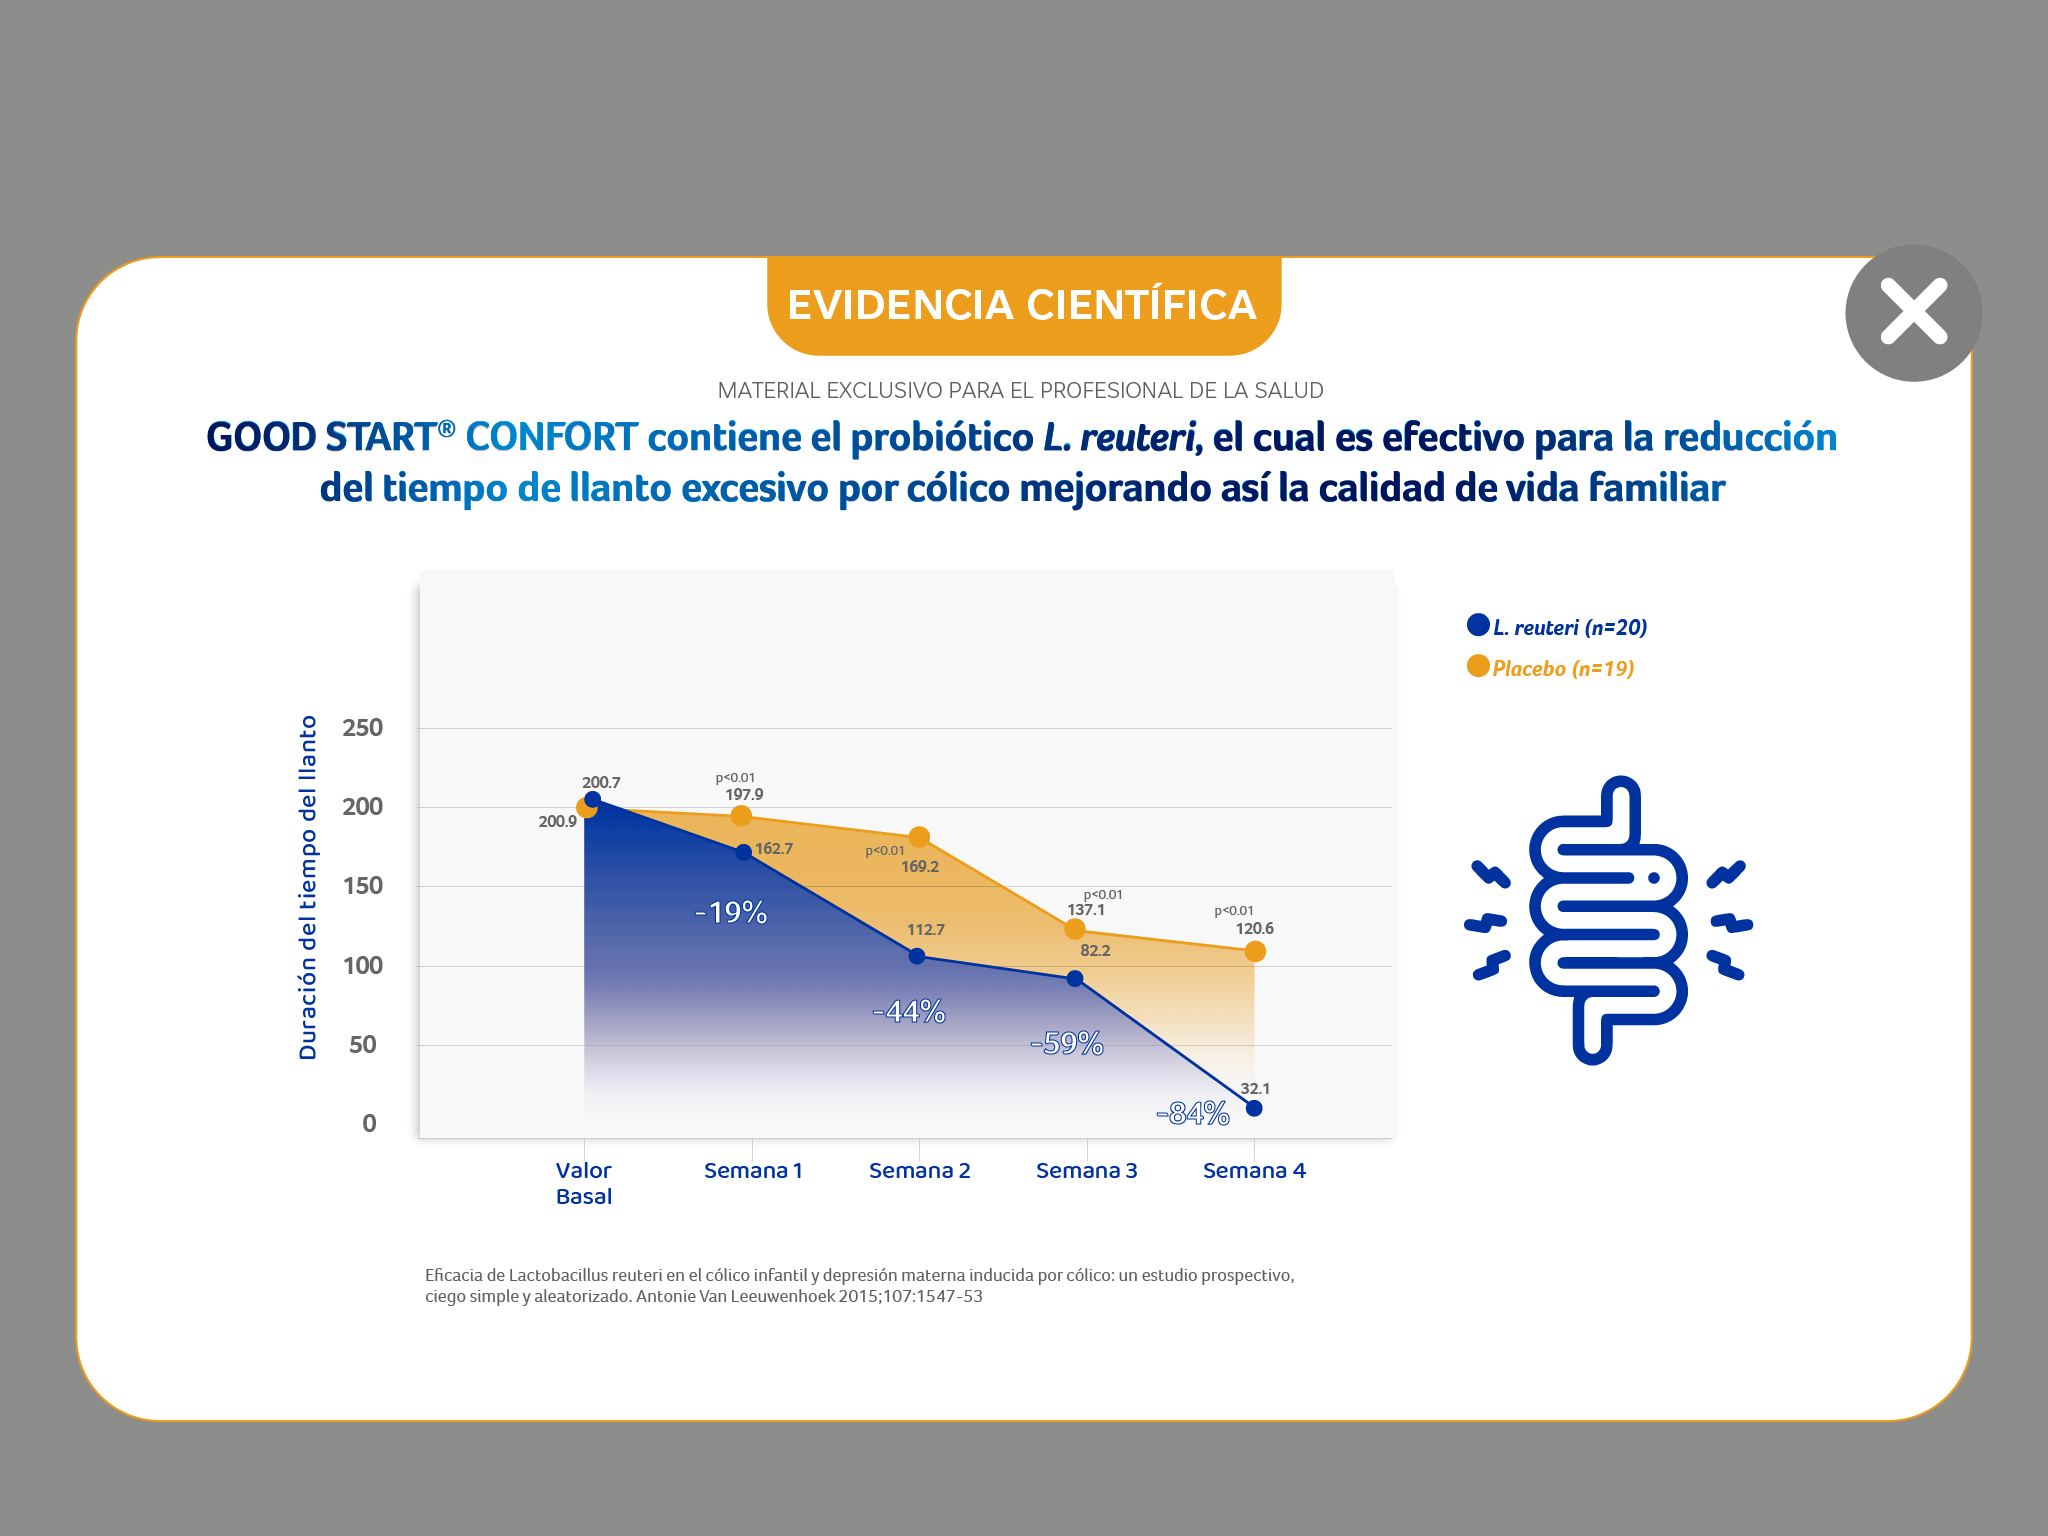 EVIDENCIA CIENTÍFICA
MATERIAL EXCLUSIVO PARA EL PROFESIONAL DE LA SALUD
GOOD START® CONFORT contiene el probiótico L. reuteri, el cual es efectivo para la reducción
del tiempo de llanto excesivo por cólico mejorando así la calidad de vida familiar
L. reuteri (n=20)
Placebo (n=19)
Duración del tiempo del llanto
250
200
150
100
50
0
200.7
200.9
p<0.01
197.9
162.7
-19%
p<0.01
169.2
112.7
-44%
p<0.01
137.1
82.2
-59%
p<0.01
120.6
32.1
-84%
Valor
Basal
Semana 1
Semana 2
Semana 3
Semana 4
Eficacia de Lactobacillus reuteri en el cólico infantil y depresión materna inducida por cólico: un estudio prospectivo,
ciego simple y aleatorizado. Antonie Van Leeuwenhoek 2015;107:1547-53